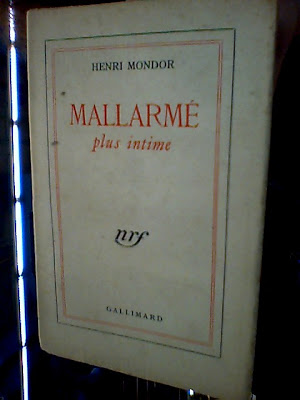 HENRI MONDOR
MALLARMÉ
plus intime
nrf
GALLIMARD